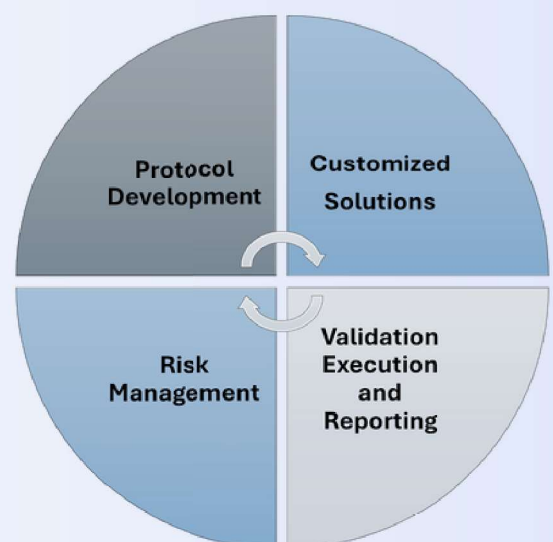 Protocol
Development
Customized
Solutions
Risk
Management
Validation
Execution
and
Reporting